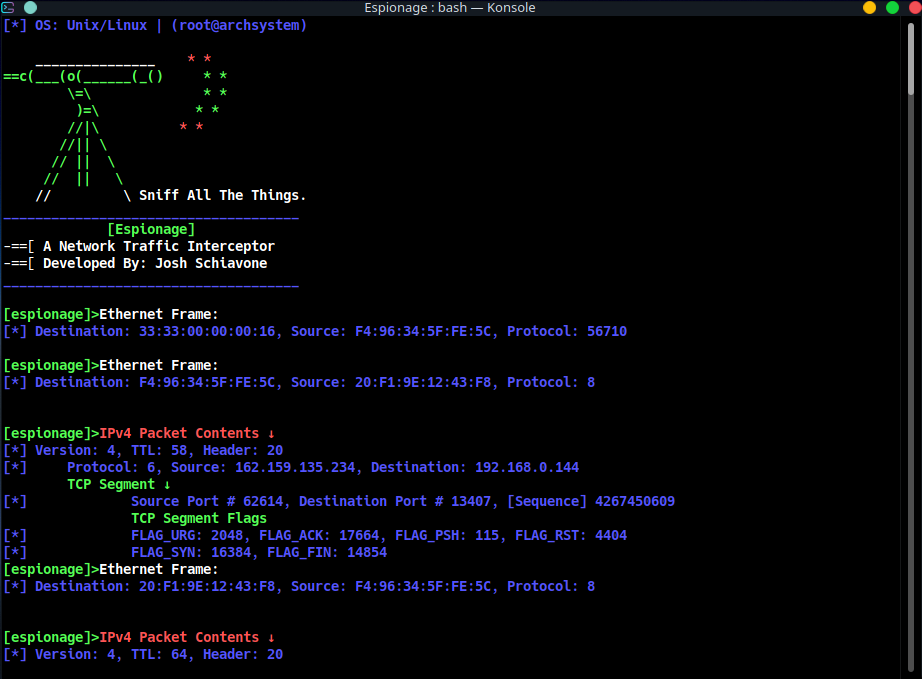 Espionage : bash — Konsole
[*] OS: Unix/Linux | (root@archsystem)
    _______________    * *
==c(___(o(______(_()     * *
        \=\              * *
         )=\            * *
        //|\          * *
       //|| \
      // ||  \
     //  ||   \
    //         \ Sniff All The Things.
_____________________________________
             [Espionage]
-==[ A Network Traffic Interceptor
-==[ Developed By: Josh Schiavone
_____________________________________
[espionage]>Ethernet Frame:
[*] Destination: 33:33:00:00:00:16, Source: F4:96:34:5F:FE:5C, Protocol: 56710
[espionage]>Ethernet Frame:
[*] Destination: F4:96:34:5F:FE:5C, Source: 20:F1:9E:12:43:F8, Protocol: 8
[espionage]>IPv4 Packet Contents ↓
[*] Version: 4, TTL: 58, Header: 20
[*]     Protocol: 6, Source: 162.159.135.234, Destination: 192.168.0.144
        TCP Segment ↓
[*]             Source Port # 62614, Destination Port # 13407, [Sequence] 4267450609
                TCP Segment Flags
[*]             FLAG_URG: 2048, FLAG_ACK: 17664, FLAG_PSH: 115, FLAG_RST: 4404
[*]             FLAG_SYN: 16384, FLAG_FIN: 14854
[espionage]>Ethernet Frame:
[*] Destination: 20:F1:9E:12:43:F8, Source: F4:96:34:5F:FE:5C, Protocol: 8
[espionage]>IPv4 Packet Contents ↓
[*] Version: 4, TTL: 64, Header: 20